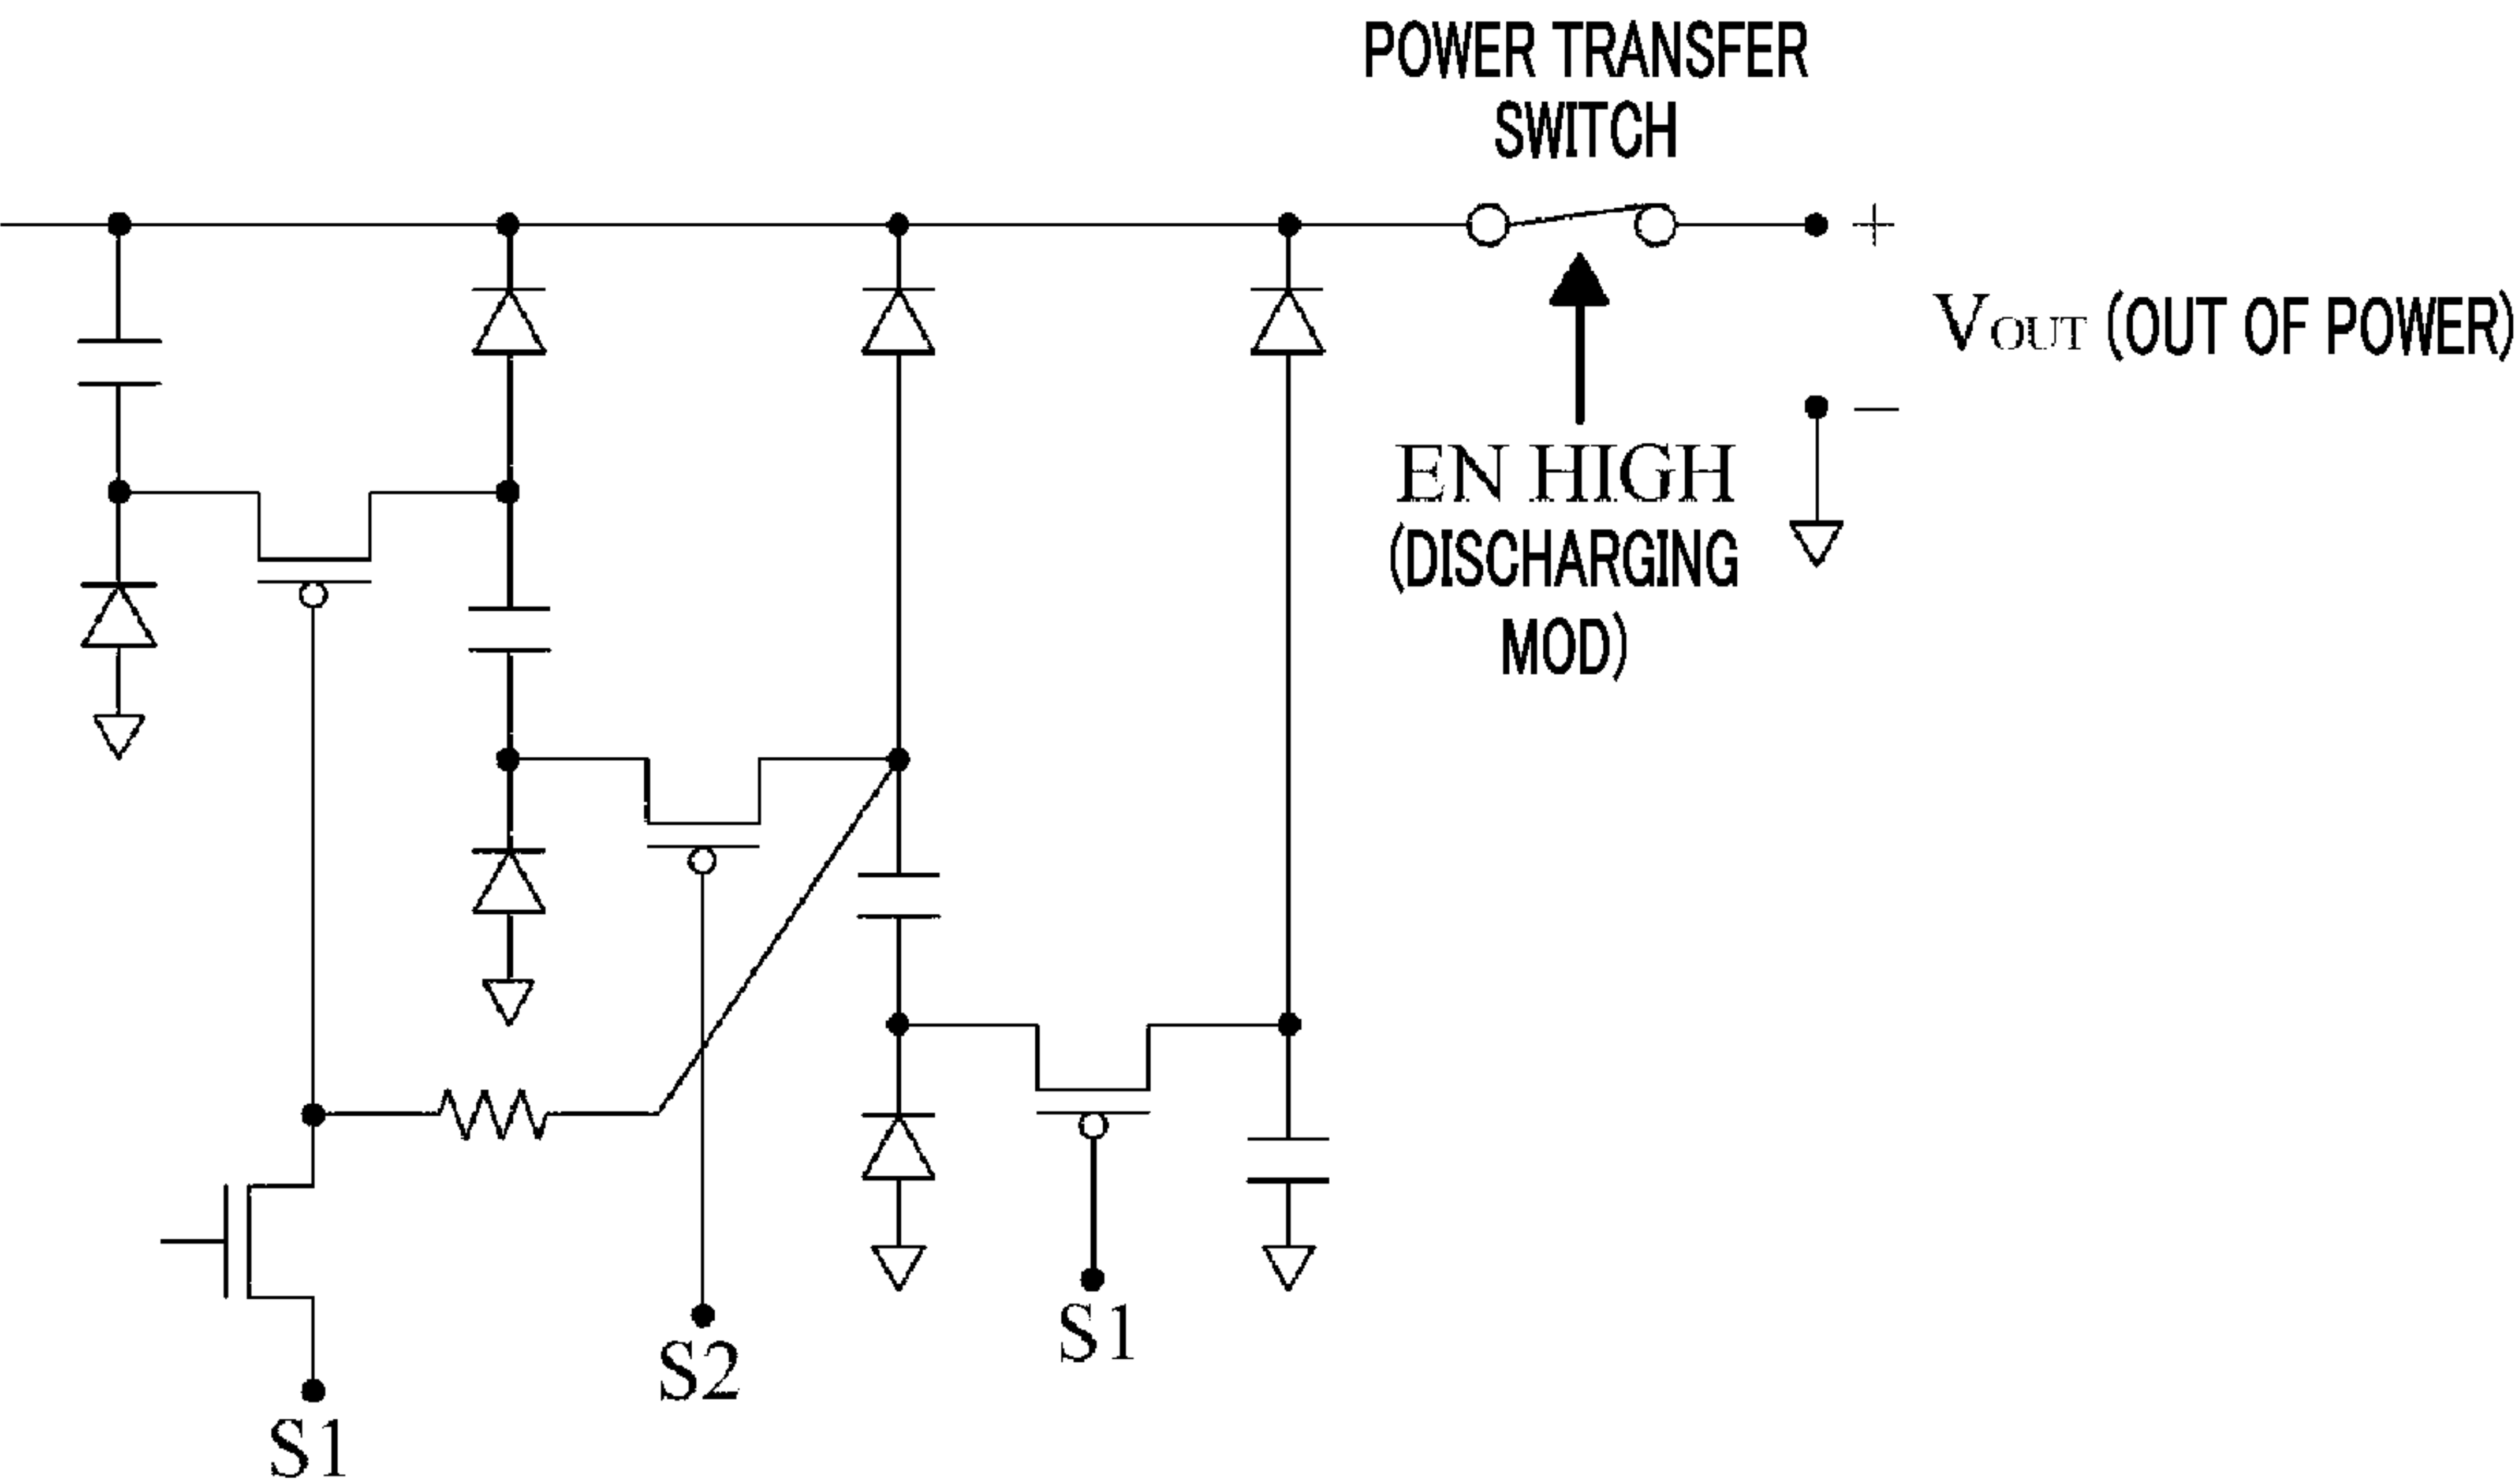 POWER TRANSFER
SWITCH
+
VOUT (OUT OF POWER)
−
EN HIGH
(DISCHARGING
MOD)
S1
S2
S1